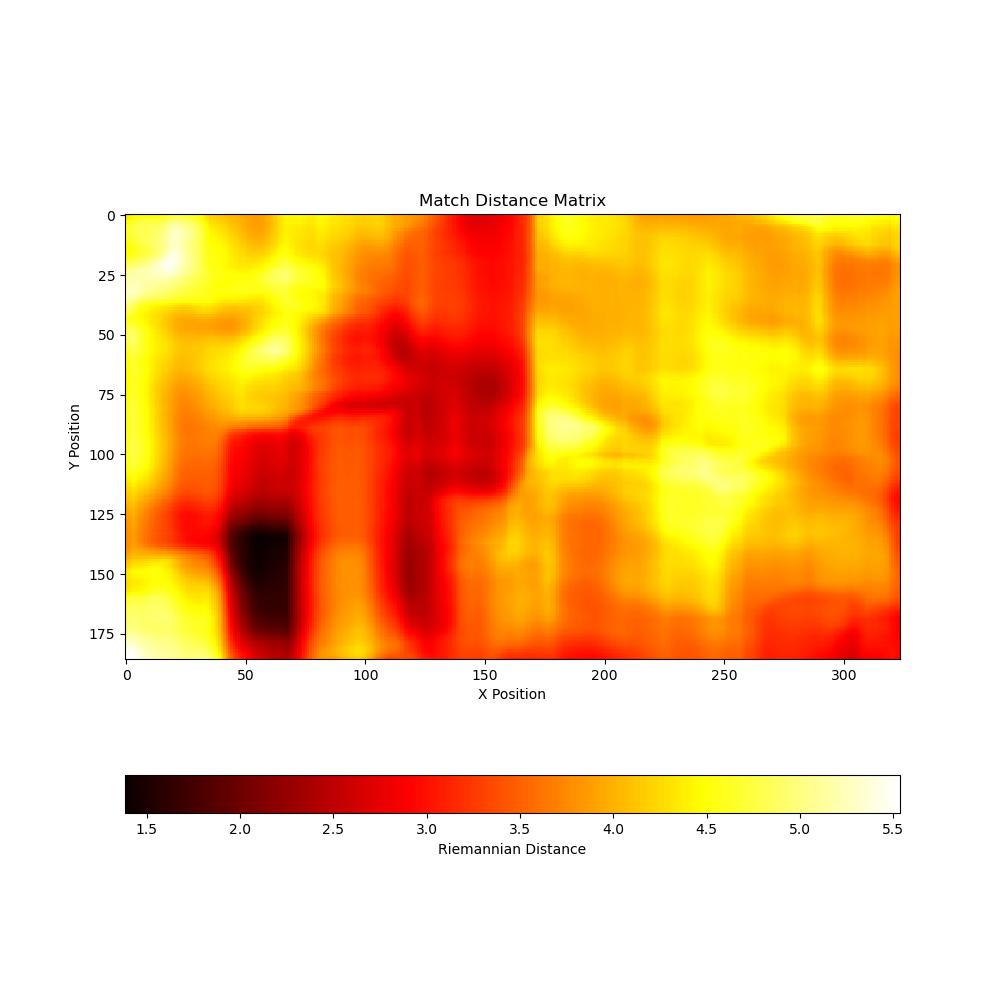 Match Distance Matrix
0
25
50
75
100
125
150
175
Y Position
0 50 100 150 200 250 300
X Position
1.5 2.0 2.5 3.0 3.5 4.0 4.5 5.0 5.5
Riemannian Distance